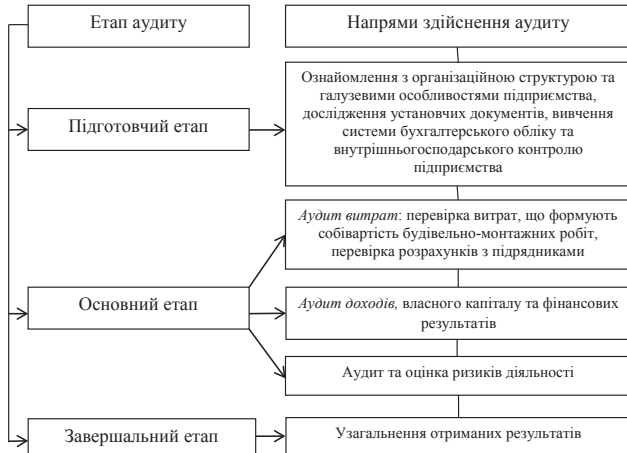 Етап аудиту
Напрями здійснення аудиту
Підготовчий етап
Ознайомлення з організаційною структурою та
галузевими особливостями підприємства,
дослідження установчих документів, вивчення
системи бухгалтерського обліку та
внутрішньогосподарського контролю
підприємства
Основний етап
Аудит витрат: перевірка витрат, що формують
собівартість будівельно-монтажних робіт,
перевірка розрахунків з підрядниками
Аудит доходів, власного капіталу та фінансових
результатів
Аудит та оцінка ризиків діяльності
Завершальний етап
Узагальнення отриманих результатів